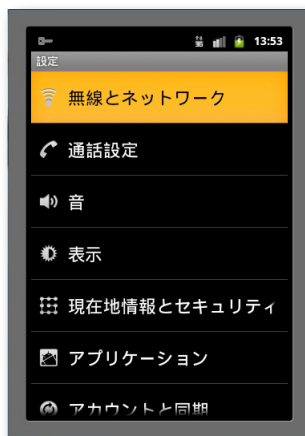 13:53
設定
無線とネットワーク
通話設定
音
表示
現在地情報とセキュリティ
アプリケーション
アカウントと同期